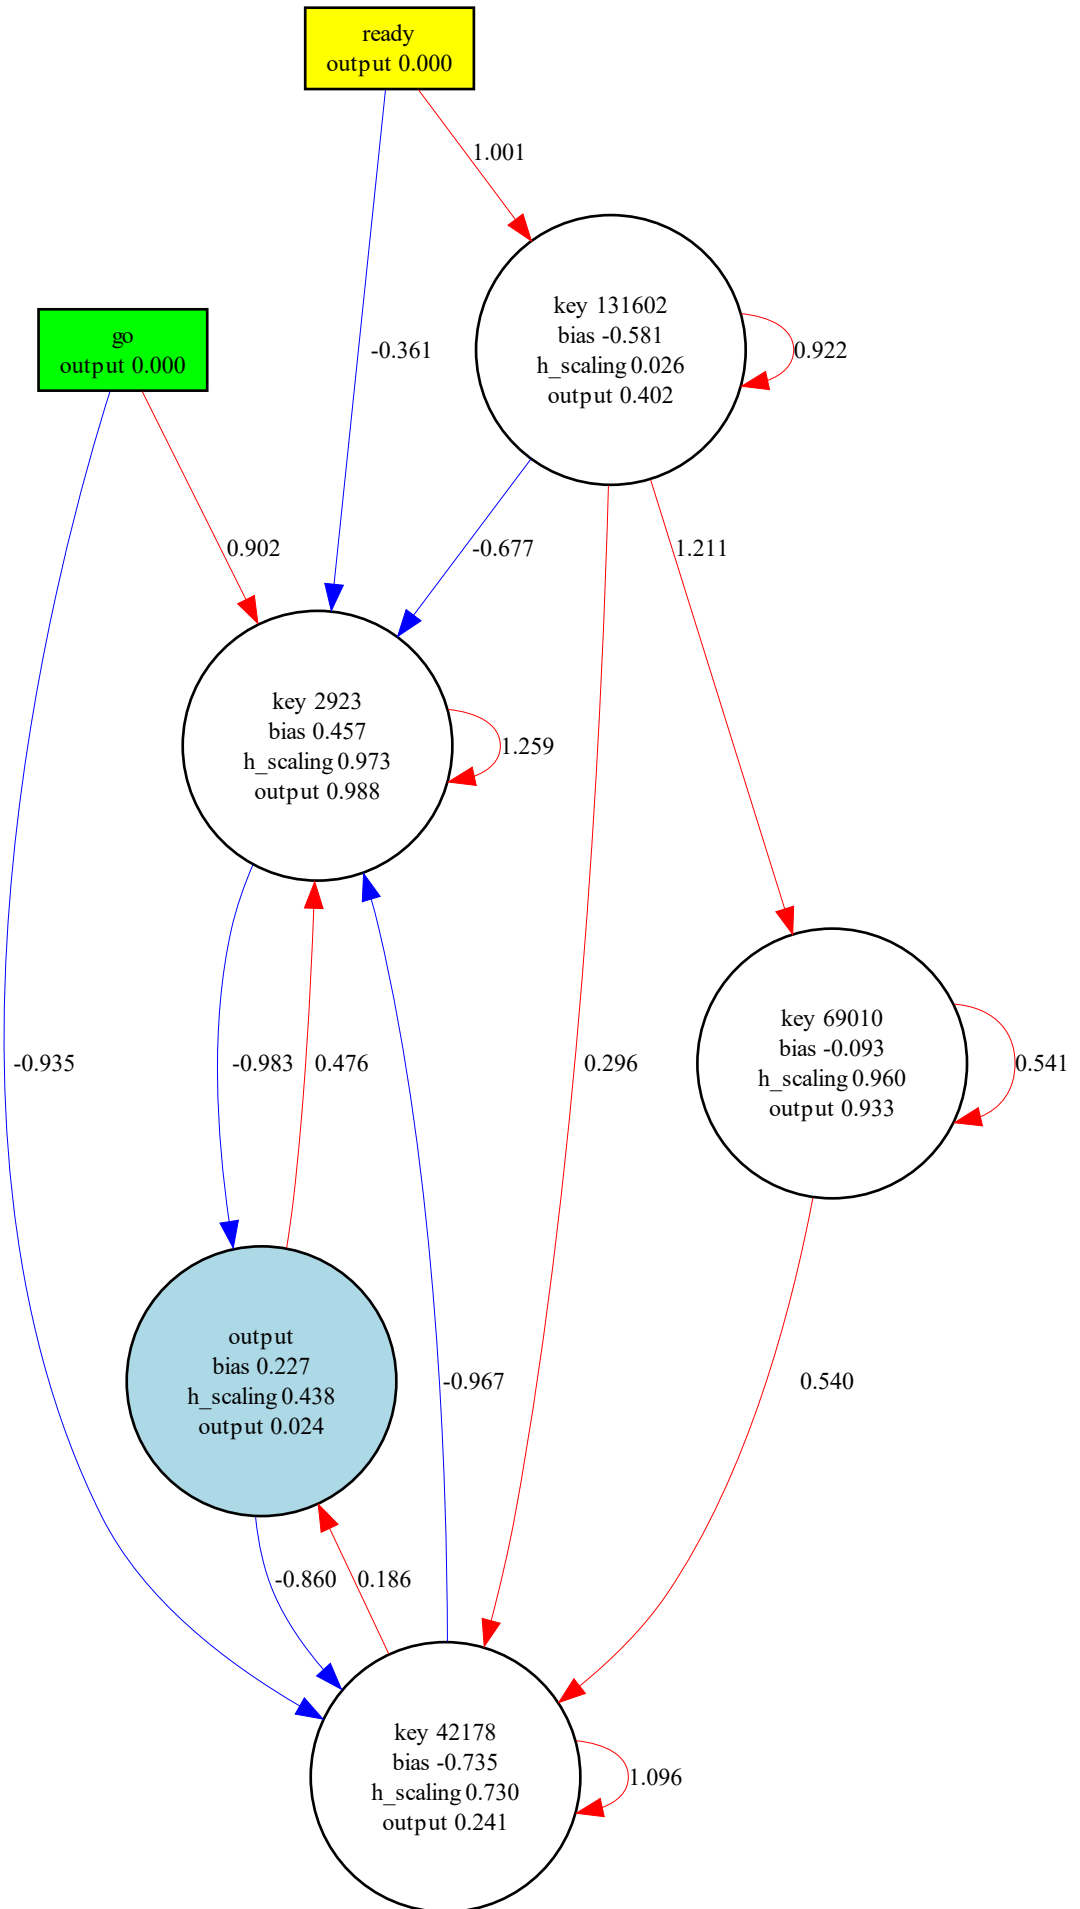 ready
output 0.000
1.001
key 131602
bias -0.581
h_scaling 0.026
output 0.402
0.922
go
output 0.000
-0.361
0.902
-0.677
1.211
key 2923
bias 0.457
h_scaling 0.973
output 0.988
1.259
key 69010
bias -0.093
h_scaling 0.960
output 0.933
0.541
-0.935
-0.983
0.476
0.296
output
bias 0.227
h_scaling 0.438
output 0.024
-0.967
0.540
-0.860
0.186
key 42178
bias -0.735
h_scaling 0.730
output 0.241
1.096